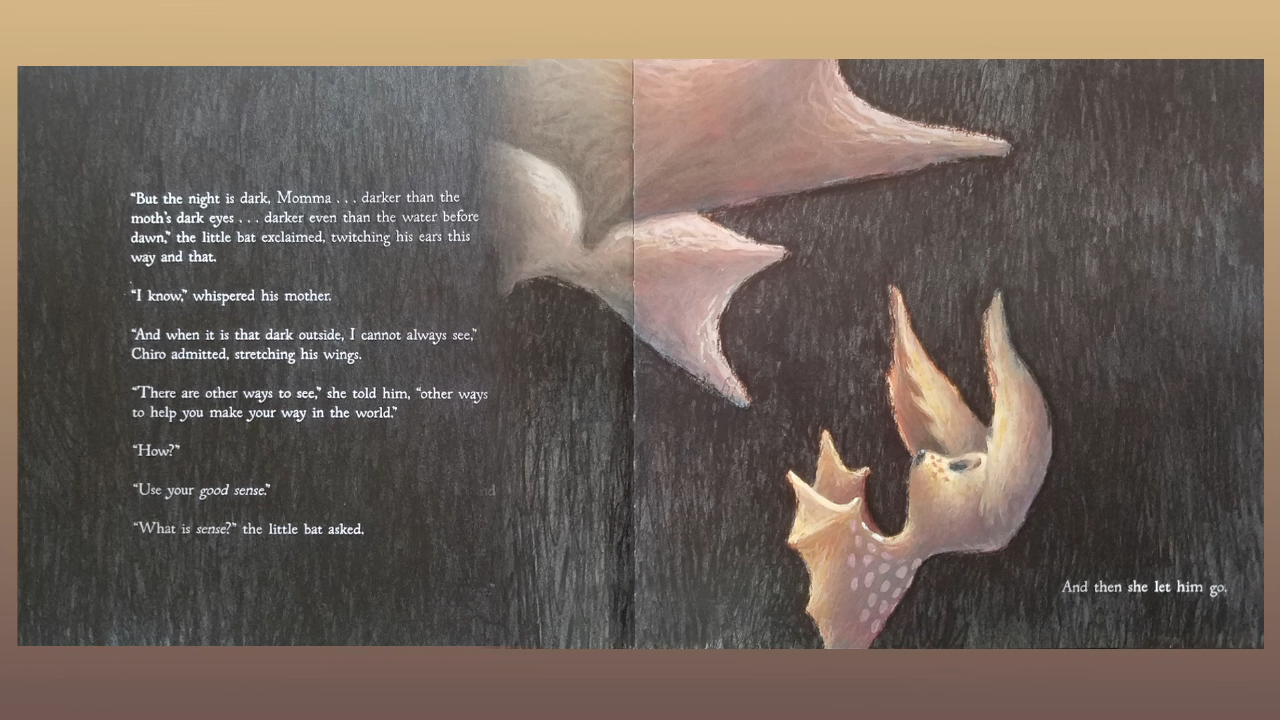 “But the night is dark, Momma . . . darker than the
moth’s dark eyes . . . darker even than the water before
dawn,” the little bat exclaimed, twitching his ears this
way and that.
“I know,” whispered his mother.
“And when it is that dark outside, I cannot always see,”
Chiro admitted, stretching his wings.
“There are other ways to see,” she told him, “other ways
to help you make your way in the world.”
“How?”
“Use your good sense.”
“What is sense?” the little bat asked.
And then she let him go.